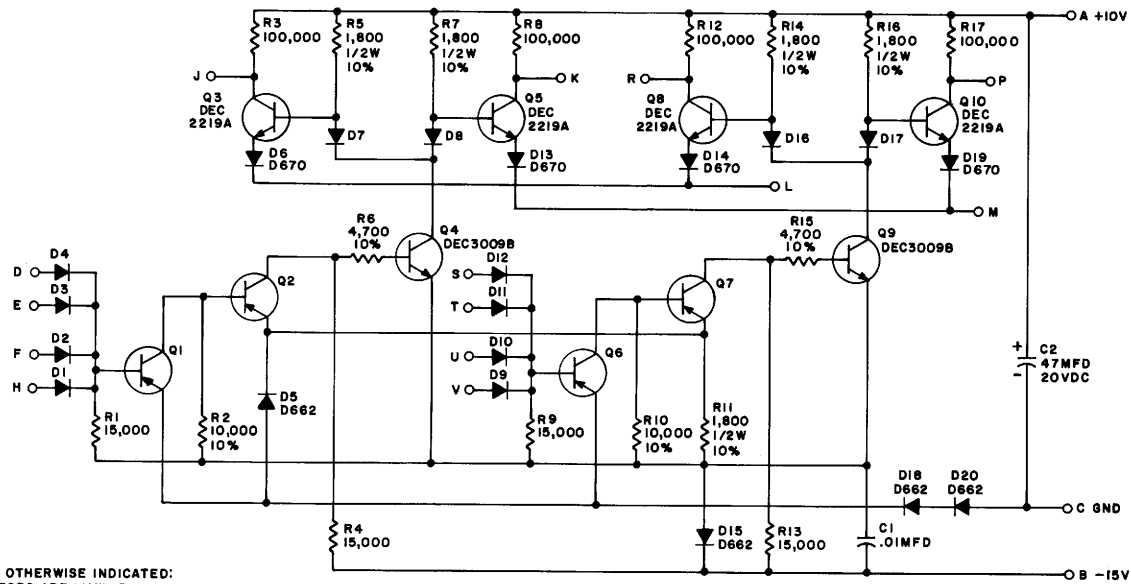 R3
100,000
R5
1,800
1/2W
10%
R7
1,800
1/2W
10%
R8
100,000
R12
100,000
R14
1,800
1/2W
10%
R16
1,800
1/2W
10%
R17
100,000
A +10V
J
K
R
P
Q3
DEC
2219A
Q5
DEC
2219A
Q8
DEC
2219A
Q10
DEC
2219A
D7
D8
D16
D17
D6
D670
D13
D670
D14
D670
D19
D670
L
M
R6
4,700
10%
Q4
DEC3009B
R15
4,700
10%
Q9
DEC3009B
D4
D
D3
E
D2
F
D1
H
Q2
Q1
D12
S
D11
T
D10
U
D9
V
Q7
Q6
+
-
C2
47MFD
20VDC
R1
15,000
R2
10,000
10%
D5
D662
R9
15,000
R10
10,000
10%
R11
1,800
1/2W
10%
D18
D662
D20
D662
C GND
R4
15,000
D15
D662
R13
15,000
C1
.01MFD
B -15V
OTHERWISE INDICATED: